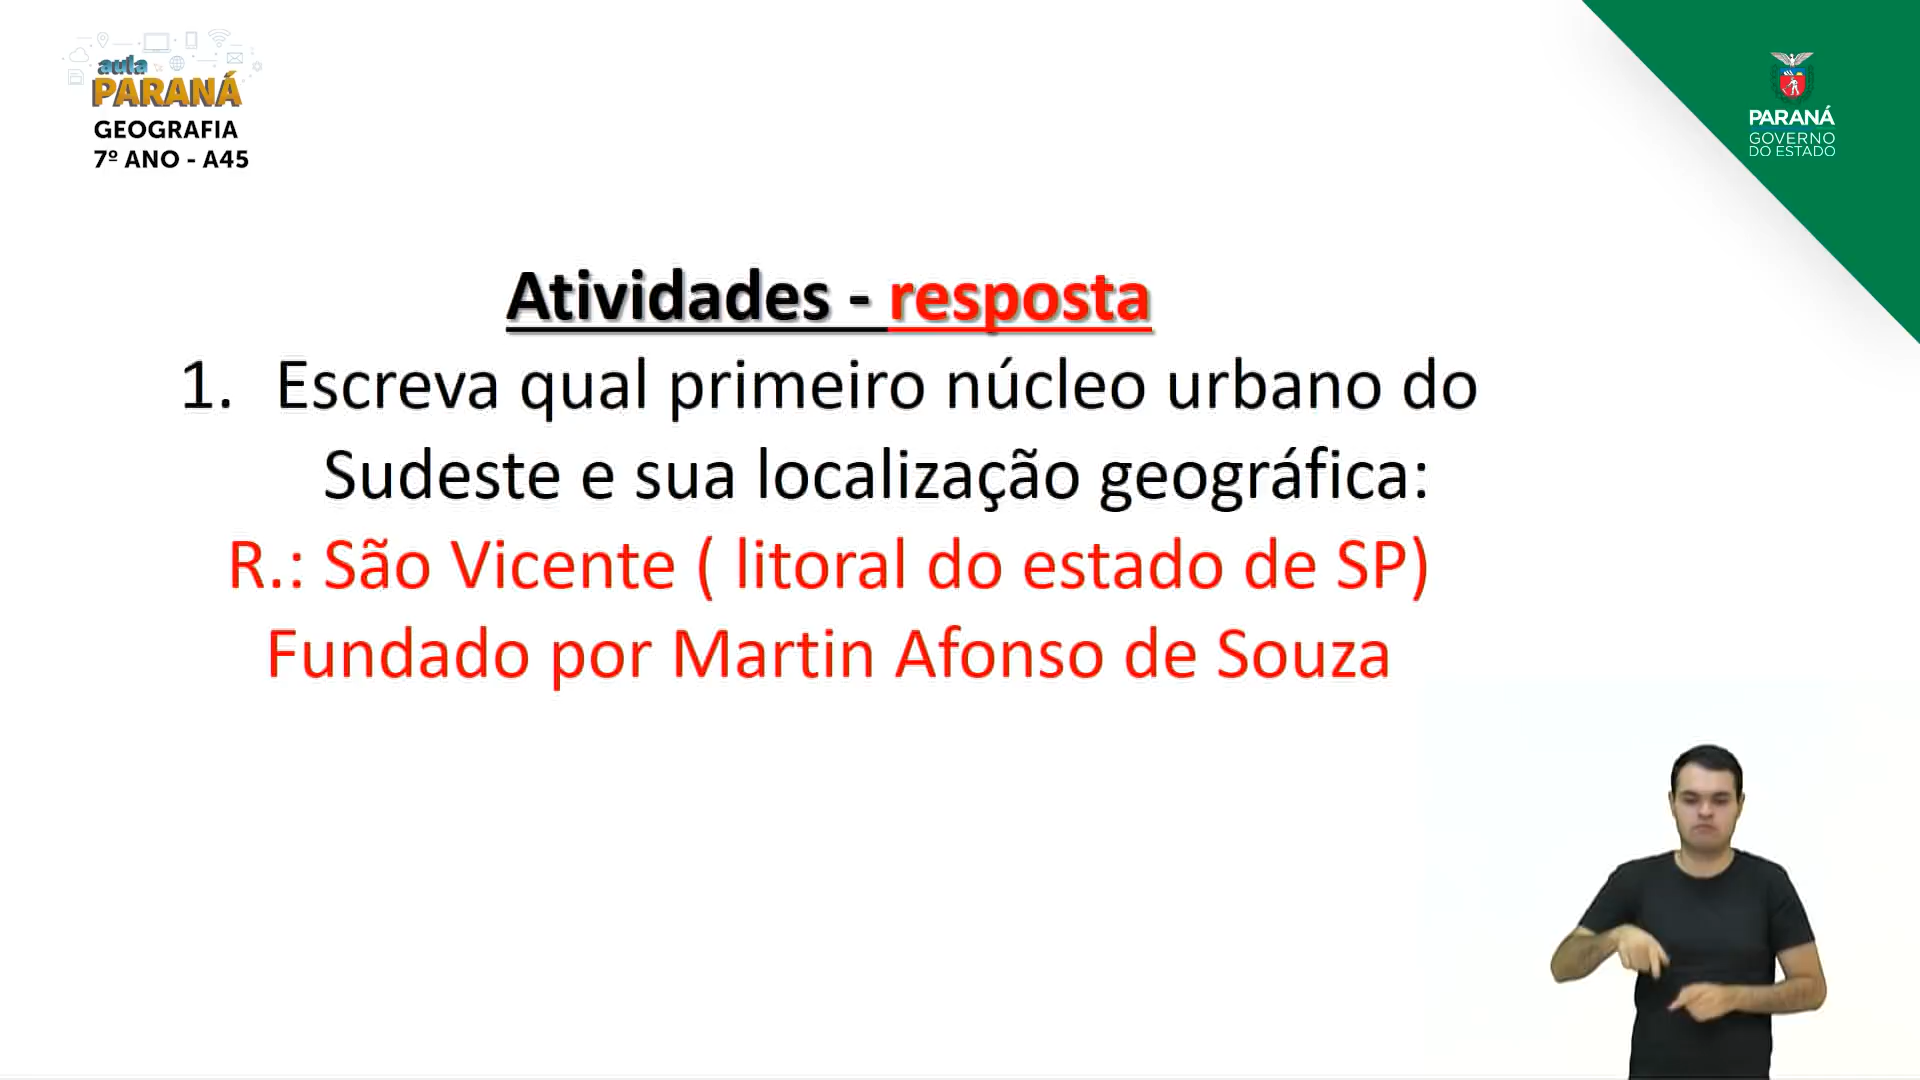 aula
PARANÁ
GEOGRAFIA
7º ANO - A45
PARANÁ
GOVERNO
DO ESTADO
Atividades - resposta
1. Escreva qual primeiro núcleo urbano do
Sudeste e sua localização geográfica:
R.: São Vicente ( litoral do estado de SP)
Fundado por Martin Afonso de Souza